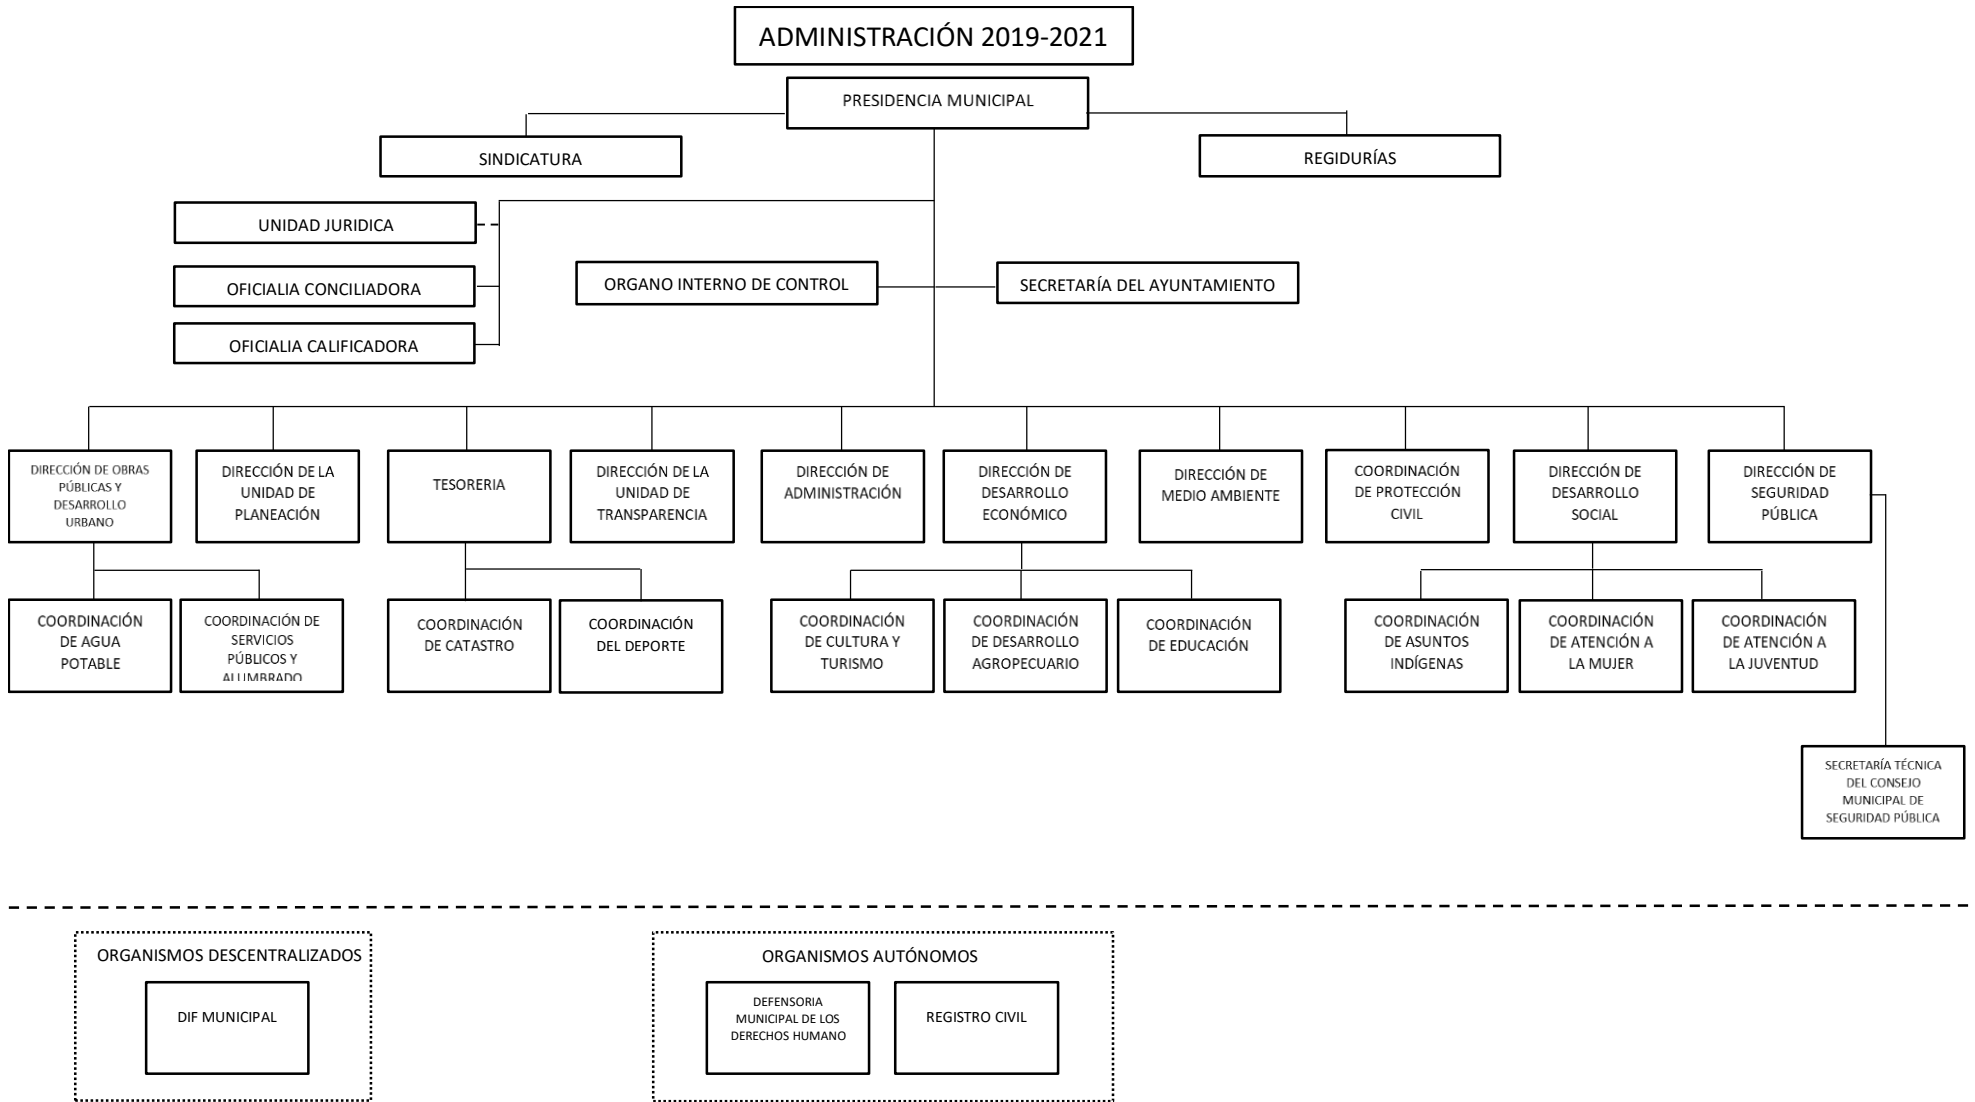 ADMINISTRACIÓN 2019-2021
PRESIDENCIA MUNICIPAL
SINDICATURA
REGIDURÍAS
UNIDAD JURIDICA
OFICIALIA CONCILIADORA
OFICIALIA CALIFICADORA
ORGANO INTERNO DE CONTROL
SECRETARÍA DEL AYUNTAMIENTO
DIRECCIÓN DE OBRAS
PÚBLICAS Y
DESARROLLO
URBANO
DIRECCIÓN DE LA
UNIDAD DE
PLANEACIÓN
TESORERIA
DIRECCIÓN DE LA
UNIDAD DE
TRANSPARENCIA
DIRECCIÓN DE
ADMINISTRACIÓN
DIRECCIÓN DE
DESARROLLO
ECONÓMICO
DIRECCIÓN DE
MEDIO AMBIENTE
COORDINACIÓN
DE PROTECCIÓN
CIVIL
DIRECCIÓN DE
DESARROLLO
SOCIAL
DIRECCIÓN DE
SEGURIDAD
PÚBLICA
COORDINACIÓN
DE AGUA
POTABLE
COORDINACIÓN DE
SERVICIOS
PÚBLICOS Y
ALUMBRADO
COORDINACIÓN
DE CATASTRO
COORDINACIÓN
DEL DEPORTE
COORDINACIÓN
DE CULTURA Y
TURISMO
COORDINACIÓN
DE DESARROLLO
AGROPECUARIO
COORDINACIÓN
DE EDUCACIÓN
COORDINACIÓN
DE ASUNTOS
INDÍGENAS
COORDINACIÓN
DE ATENCIÓN A
LA MUJER
COORDINACIÓN
DE ATENCIÓN A
LA JUVENTUD
SECRETARÍA TÉCNICA
DEL CONSEJO
MUNICIPAL DE
SEGURIDAD PÚBLICA
ORGANISMOS DESCENTRALIZADOS
DIF MUNICIPAL
ORGANISMOS AUTÓNOMOS
DEFENSORIA
MUNICIPAL DE LOS
DERECHOS HUMANO
REGISTRO CIVIL